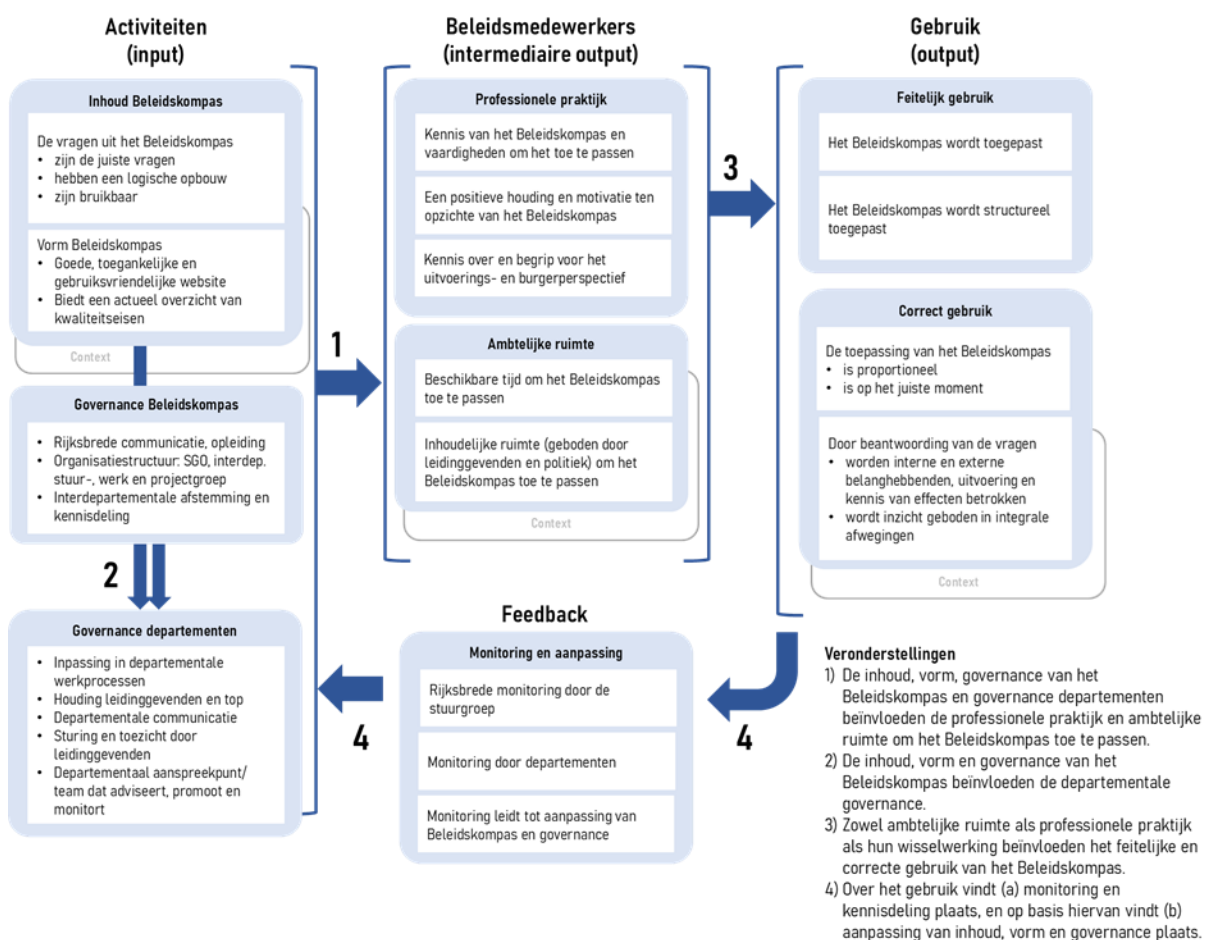 Activiteiten
(input)
Inhoud Beleidskompas
De vragen uit het Beleidskompas
• zijn de juiste vragen
• hebben een logische opbouw
• zijn bruikbaar
Vorm Beleidskompas
• Goede, toegankelijke en
gebruiksvriendelijke website
• Biedt een actueel overzicht van
kwaliteitseisen
Context
Governance Beleidskompas
• Rijksbrede communicatie, opleiding
• Organisatiestructuur: SGO, interdep.
stuur-, werk en projectgroep
• Interdepartementale afstemming en
kennisdeling
2
Governance departementen
• Inpassing in departementale
werkprocessen
• Houding leidinggevenden en top
• Departementale communicatie
• Sturing en toezicht door
leidinggevenden
• Departementaal aanspreekpunt/
team dat adviseert, promoot en
monitort
1
Beleidsmedewerkers
(intermediaire output)
Professionele praktijk
Kennis van het Beleidskompas en
vaardigheden om het toe te passen
Een positieve houding en motivatie ten
opzichte van het Beleidskompas
Kennis over en begrip voor het
uitvoerings- en burgerperspectief
Ambtelijke ruimte
Beschikbare tijd om het Beleidskompas
toe te passen
Inhoudelijke ruimte (geboden door
leidinggevenden en politiek) om het
Beleidskompas toe te passen
Context
3
Gebruik
(output)
Feitelijk gebruik
Het Beleidskompas wordt toegepast
Het Beleidskompas wordt structureel
toegepast
Correct gebruik
De toepassing van het Beleidskompas
• is proportioneel
• is op het juiste moment
Door beantwoording van de vragen
• worden interne en externe
belanghebbenden, uitvoering en
kennis van effecten betrokken
• wordt inzicht geboden in integrale
afwegingen
Context
4
Feedback
Monitoring en aanpassing
Rijksbrede monitoring door de
stuurgroep
Monitoring door departementen
Monitoring leidt tot aanpassing van
Beleidskompas en governance
4
Veronderstellingen
1) De inhoud, vorm, governance van het
Beleidskompas en governance departementen
beïnvloeden de professionele praktijk en ambtelijke
ruimte om het Beleidskompas toe te passen.
2) De inhoud, vorm en governance van het
Beleidskompas beïnvloeden de departementale
governance.
3) Zowel ambtelijke ruimte als professionele praktijk
als hun wisselwerking beïnvloeden het feitelijke en
correcte gebruik van het Beleidskompas.
4) Over het gebruik vindt (a) monitoring en
kennisdeling plaats, en op basis hiervan vindt (b)
aanpassing van inhoud, vorm en governance plaats.